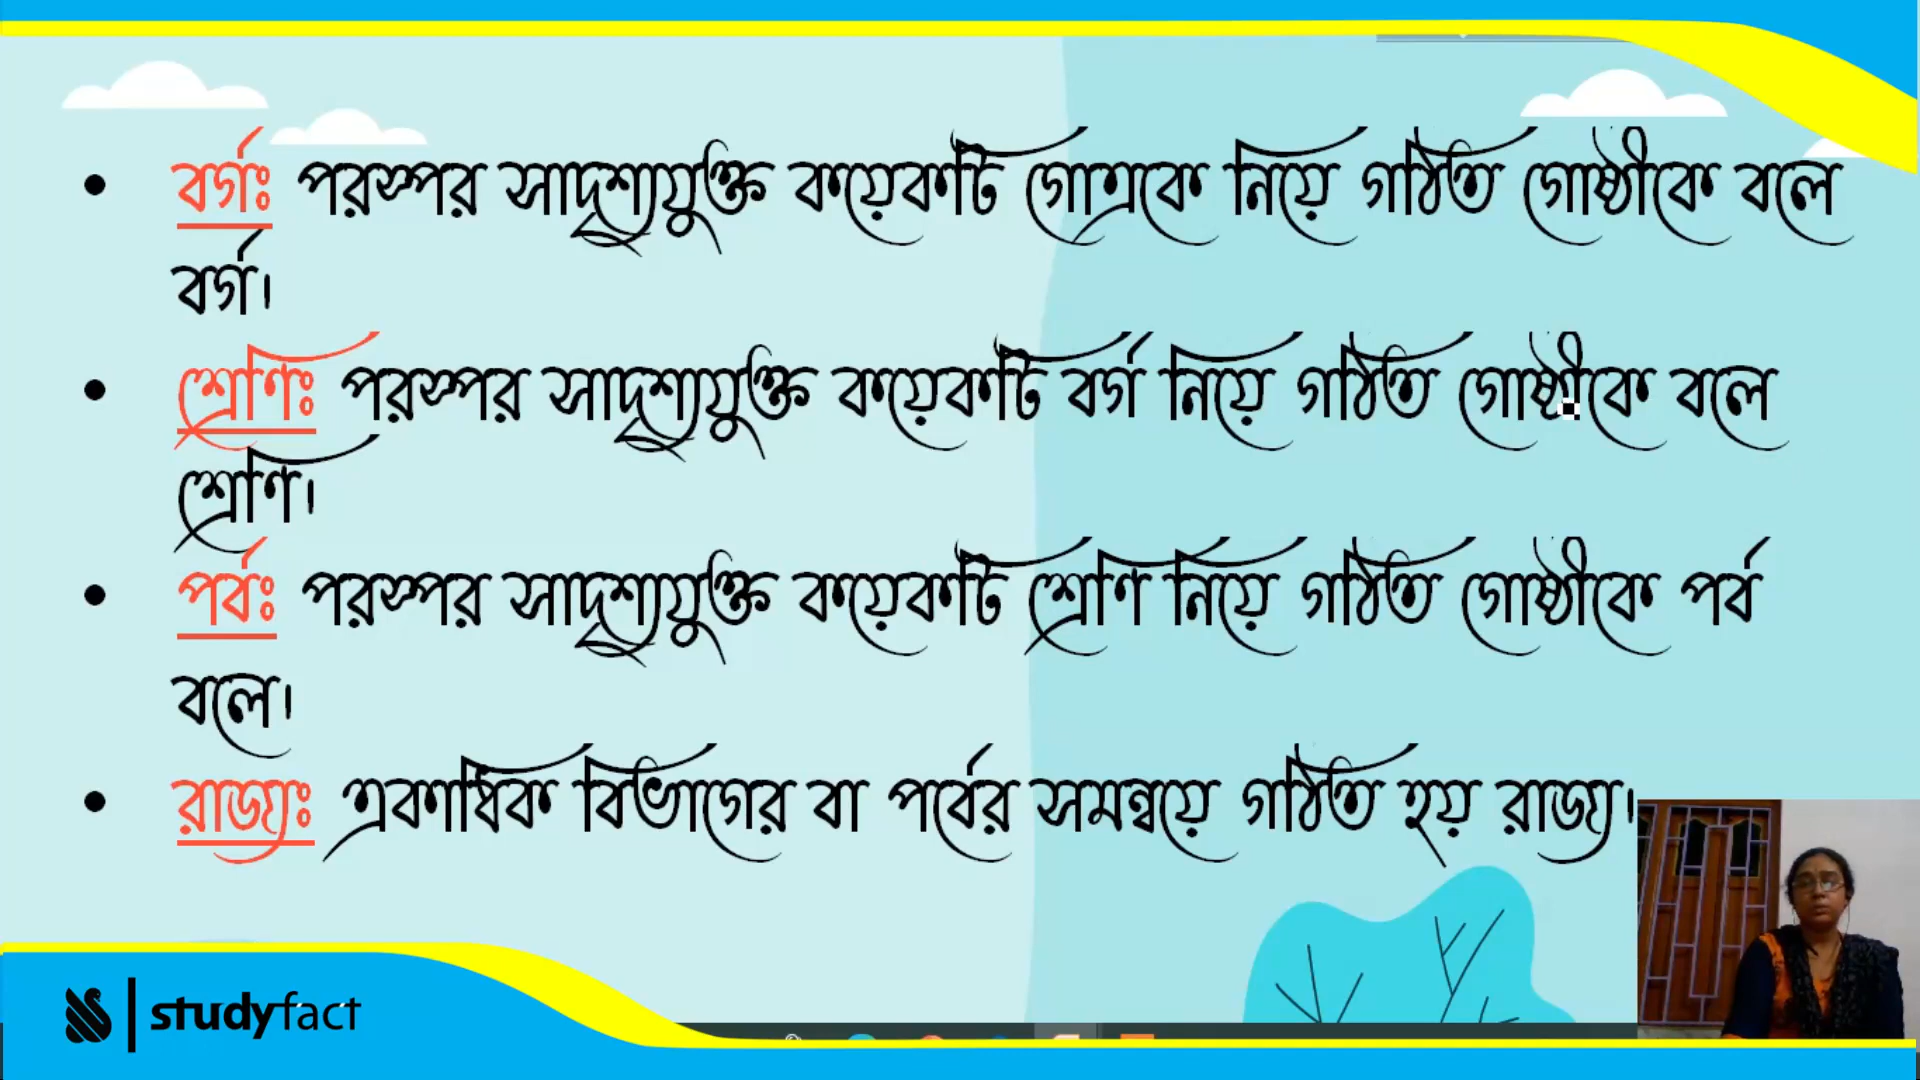 • বর্গঃ পরস্পর সাদৃশ্যযুক্ত কয়েকটি গোত্রকে নিয়ে গঠিত গোষ্ঠীকে বলে
বর্গ।
• শ্রেণিঃ পরস্পর সাদৃশ্যযুক্ত কয়েকটি বর্গ নিয়ে গঠিত গোষ্ঠীকে বলে
শ্রেণি।
• পর্বঃ পরস্পর সাদৃশ্যযুক্ত কয়েকটি শ্রেণি নিয়ে গঠিত গোষ্ঠীকে পর্ব
বলে।
• রাজ্যঃ একাধিক বিভাগের বা পর্বের সমন্বয়ে গঠিত হয় রাজ্য।
studyfact